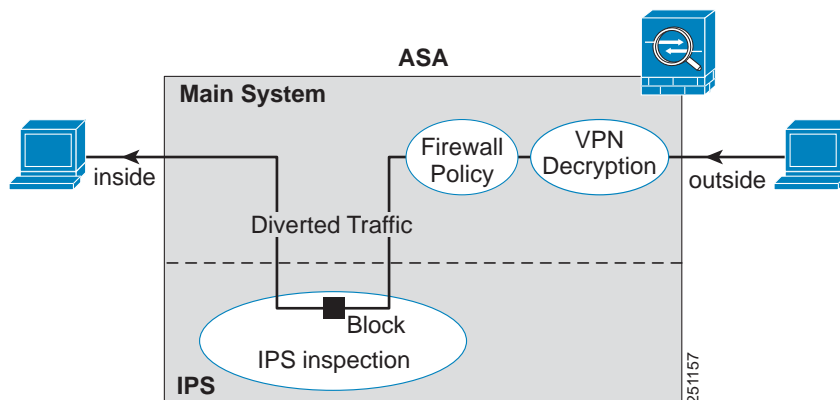 ASA
Main System
Firewall
Policy
VPN
Decryption
inside
outside
Diverted Traffic
Block
IPS inspection
IPS
251157